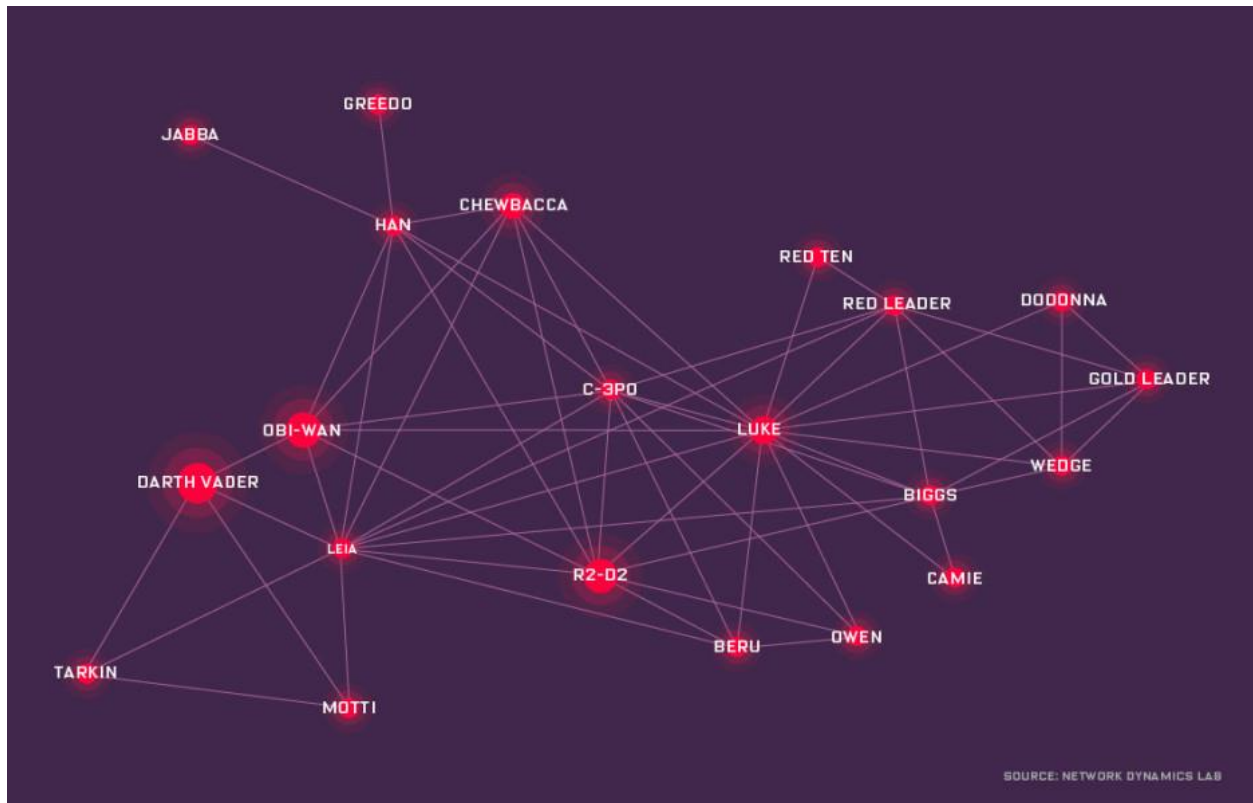 GREEDO
JABBA
CHEWBACCA
HAN
RED TEN
RED LEADER
DODONNA
GOLD LEADER
C-3PO
OBI-WAN
LUKE
WEDGE
DARTH VADER
BIGGS
LEIA
R2-D2
CAMIE
OWEN
BERU
TARKIN
MOTTI
SOURCE: NETWORK DYNAMICS LAB